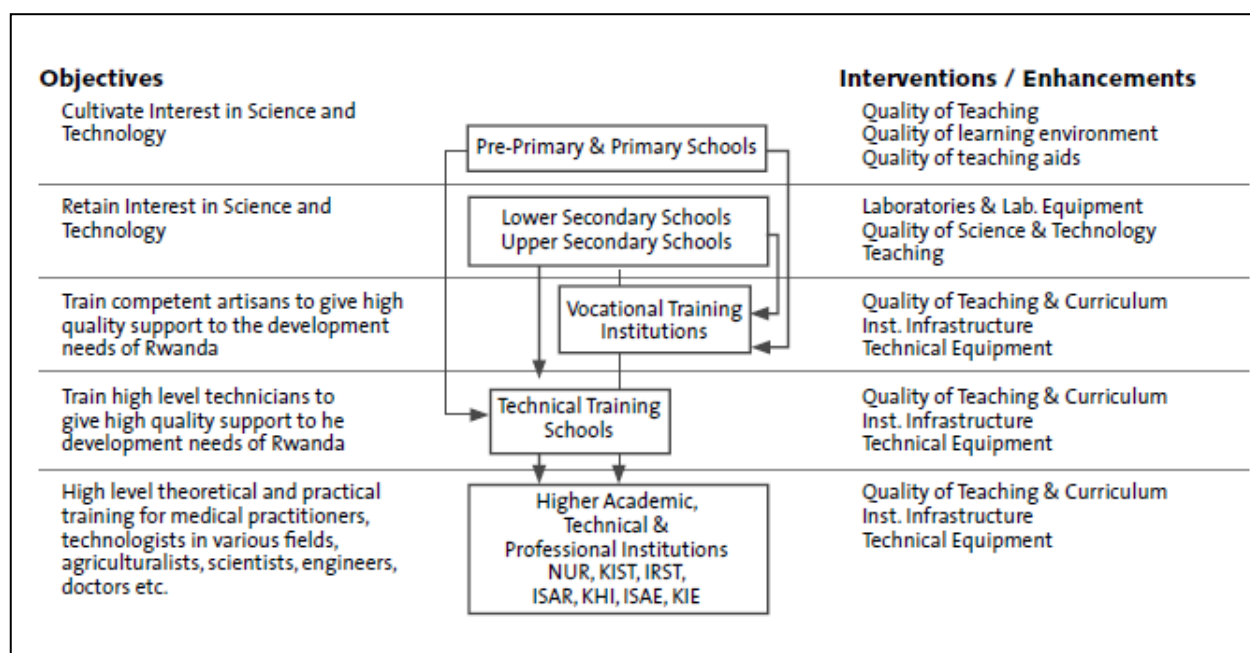 Objectives
Interventions / Enhancements
Cultivate Interest in Science and
Technology
Pre-Primary & Primary Schools
Quality of Teaching
Quality of learning environment
Quality of teaching aids
Retain Interest in Science and
Technology
Lower Secondary Schools
Upper Secondary Schools
Laboratories & Lab. Equipment
Quality of Science & Technology
Teaching
Train competent artisans to give high
quality support to the development
needs of Rwanda
Vocational Training
Institutions
Quality of Teaching & Curriculum
Inst. Infrastructure
Technical Equipment
Train high level technicians to
give high quality support to he
development needs of Rwanda
Technical Training
Schools
Quality of Teaching & Curriculum
Inst. Infrastructure
Technical Equipment
High level theoretical and practical
training for medical practitioners,
technologists in various fields,
agriculturalists, scientists, engineers,
doctors etc.
Higher Academic,
Technical &
Professional Institutions
NUR, KIST, IRST,
ISAR, KHI, ISAE, KIE
Quality of Teaching & Curriculum
Inst. Infrastructure
Technical Equipment